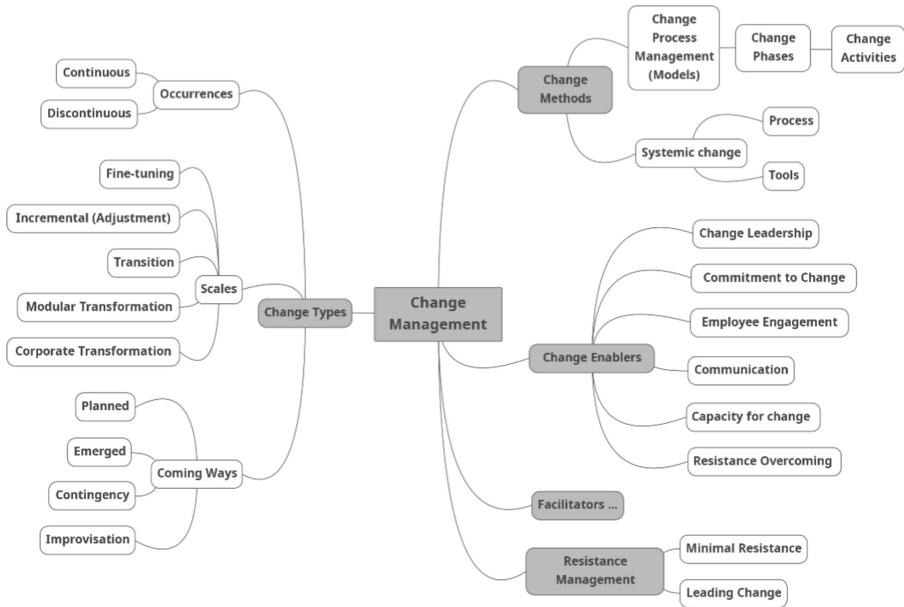 Change
Management
Change Types
Occurrences
Continuous
Discontinuous
Scales
Fine-tuning
Incremental (Adjustment)
Transition
Modular Transformation
Corporate Transformation
Coming Ways
Planned
Emerged
Contingency
Improvisation
Change
Methods
Change
Process
Management
(Models)
Change
Phases
Change
Activities
Systemic change
Process
Tools
Change Enablers
Change Leadership
Commitment to Change
Employee Engagement
Communication
Capacity for change
Resistance Overcoming
Facilitators ...
Resistance
Management
Minimal Resistance
Leading Change